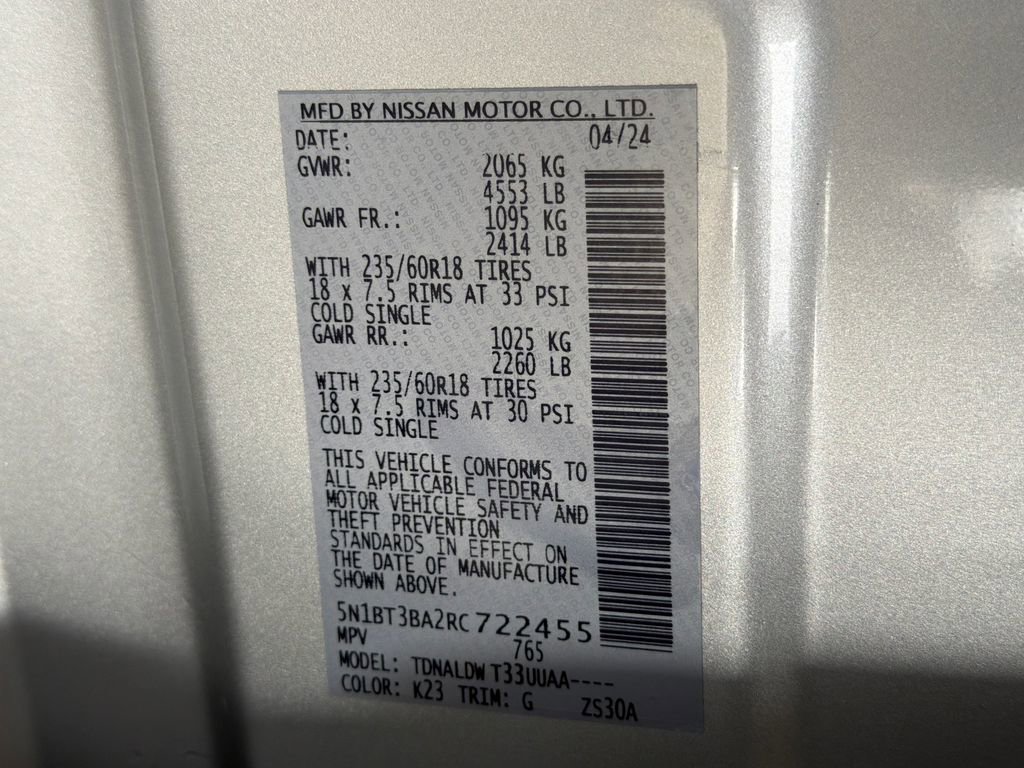 MFD BY NISSAN MOTOR CO., LTD.
DATE: 04/24
GVWR: 2065 KG
4553 LB
GAWR FR.: 1095 KG
2414 LB
WITH 235/60R18 TIRES
18 x 7.5 RIMS AT 33 PSI
COLD SINGLE
GAWR RR.: 1025 KG
2260 LB
WITH 235/60R18 TIRES
18 x 7.5 RIMS AT 30 PSI
COLD SINGLE
THIS VEHICLE CONFORMS TO
ALL APPLICABLE FEDERAL
MOTOR VEHICLE SAFETY AND
THEFT PREVENTION
STANDARDS IN EFFECT ON
THE DATE OF MANUFACTURE
SHOWN ABOVE.
5N1BT3BA2RC722455
MPV 765
MODEL: TDNALDW T33UUAA----
COLOR: K23 TRIM: G ZS30A